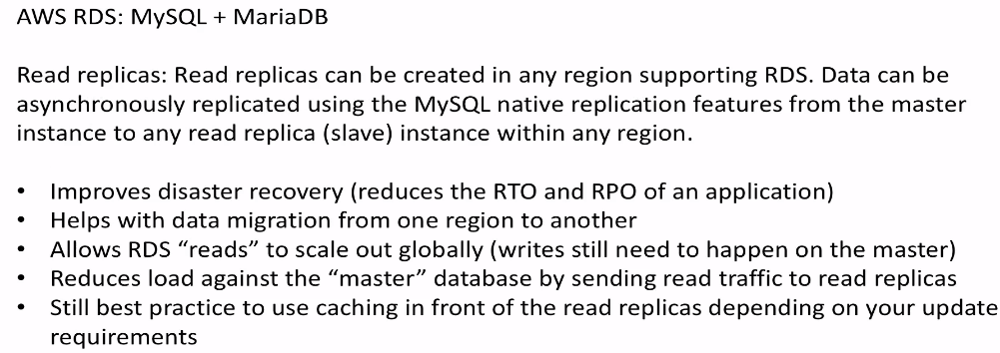 AWS RDS: MySQL + MariaDB
Read replicas: Read replicas can be created in any region supporting RDS. Data can be
asynchronously replicated using the MySQL native replication features from the master
instance to any read replica (slave) instance within any region.
• Improves disaster recovery (reduces the RTO and RPO of an application)
• Helps with data migration from one region to another
• Allows RDS “reads” to scale out globally (writes still need to happen on the master)
• Reduces load against the “master” database by sending read traffic to read replicas
• Still best practice to use caching in front of the read replicas depending on your update
requirements